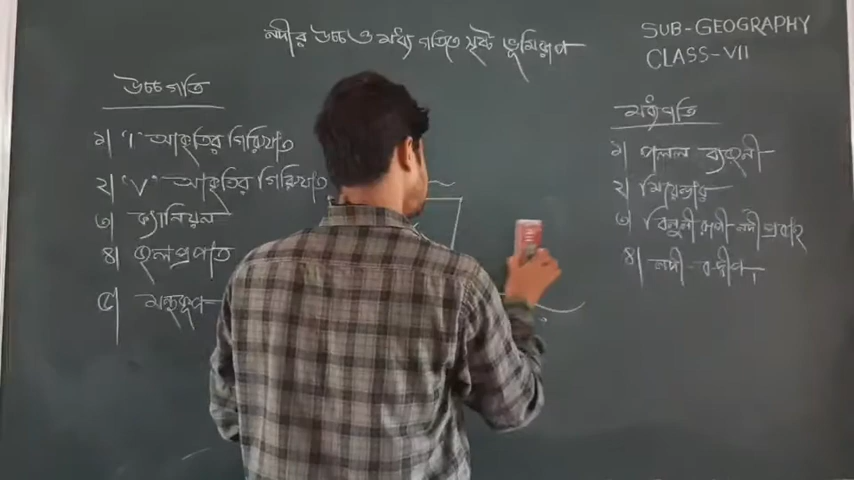 নদীর উচ্চ ও মধ্য গতিতে সৃষ্ট ভূমিরূপ
SUB-GEOGRAPHY
CLASS-VII
উচ্চগতি
১| "I" আকৃতির গিরিখাত
২| "V" আকৃতির গিরিখাত
৩| ক্যানিয়ন
৪| জলপ্রপাত
৫| মন্থকূপ
মধ্যগতি
১| পলল ব্যজনী
২| মিয়েন্ডার
৩| বিনুনী রূপী নদী প্রবাহ
৪| নদী-বদ্বীপ